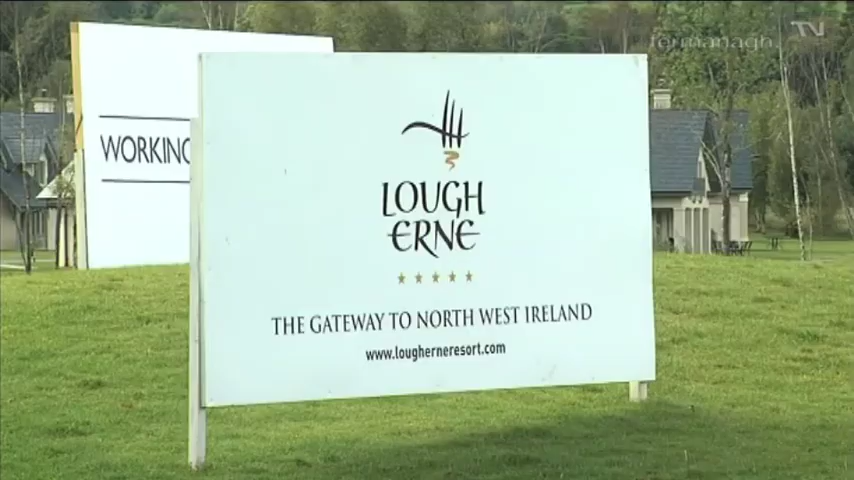 fermanagh.TV
WORKING
LOUGH
ERNE
THE GATEWAY TO NORTH WEST IRELAND
www.lougherneresort.com